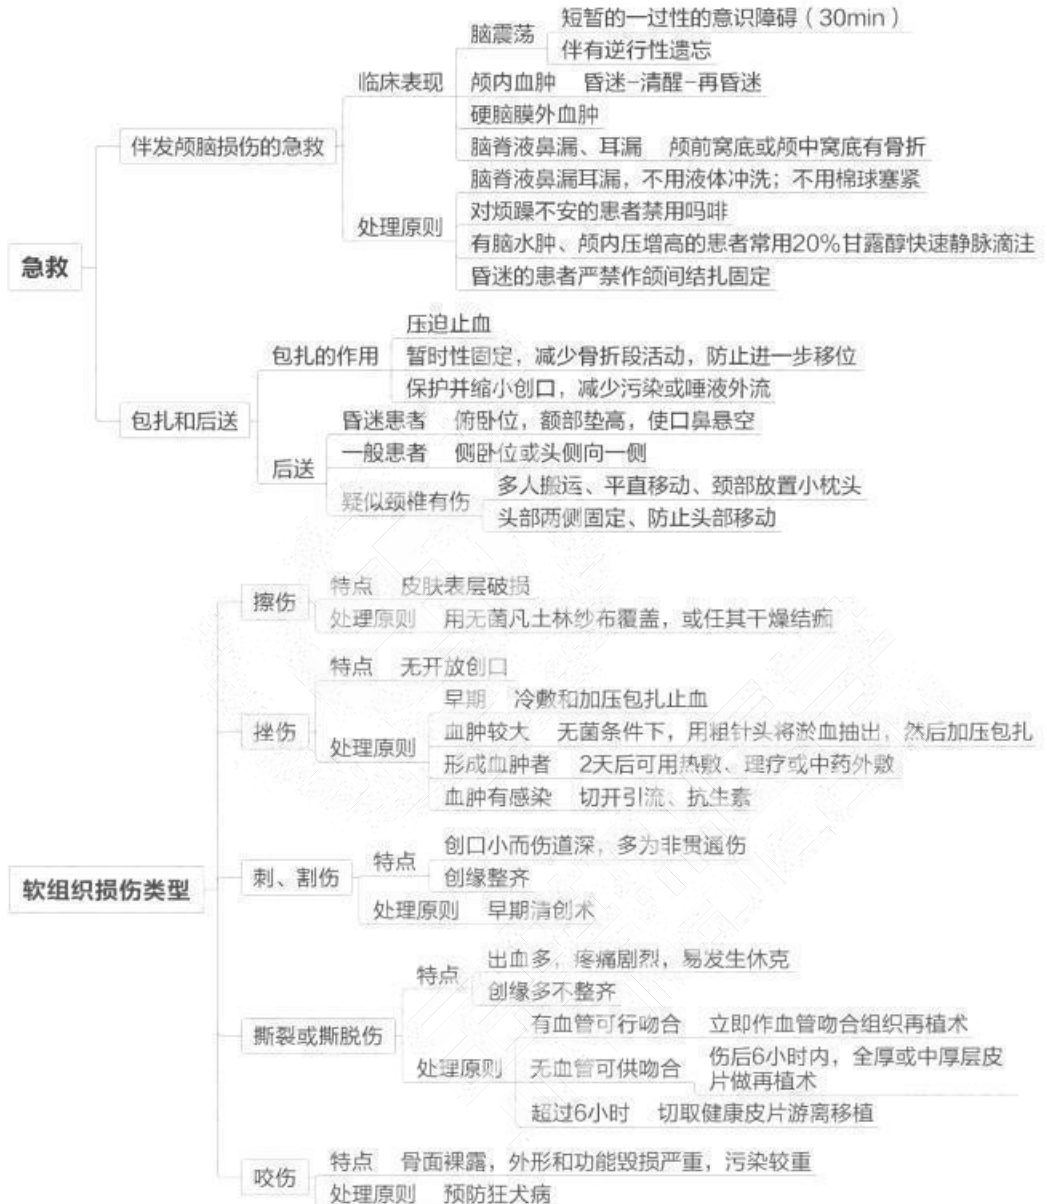 急救
伴发颅脑损伤的急救
临床表现
脑震荡
短暂的一过性的意识障碍（30min）
伴有逆行性遗忘
颅内血肿 昏迷-清醒-再昏迷
硬脑膜外血肿
脑脊液鼻漏、耳漏 颅前窝底或颅中窝底有骨折
处理原则
脑脊液鼻漏耳漏，不用液体冲洗；不用棉球塞紧
对烦躁不安的患者禁用吗啡
有脑水肿、颅内压增高的患者常用20%甘露醇快速静脉滴注
昏迷的患者严禁作颌间结扎固定
包扎和后送
包扎的作用
压迫止血
暂时性固定，减少骨折段活动，防止进一步移位
保护并缩小创口，减少污染或唾液外流
后送
昏迷患者 俯卧位，额部垫高，使口鼻悬空
一般患者 侧卧位或头侧向一侧
疑似颈椎有伤
多人搬运、平直移动、颈部放置小枕头
头部两侧固定、防止头部移动
软组织损伤类型
擦伤
特点 皮肤表层破损
处理原则 用无菌凡士林纱布覆盖，或任其干燥结痂
挫伤
特点 无开放创口
处理原则
早期 冷敷和加压包扎止血
血肿较大 无菌条件下，用粗针头将淤血抽出，然后加压包扎
形成血肿者 2天后可用热敷、理疗或中药外敷
血肿有感染 切开引流、抗生素
刺、割伤
特点
创口小而伤道深，多为非贯通伤
创缘整齐
处理原则 早期清创术
撕裂或撕脱伤
特点
出血多，疼痛剧烈，易发生休克
创缘多不整齐
处理原则
有血管可行吻合 立即作血管吻合组织再植术
无血管可供吻合
伤后6小时内，全厚或中厚层皮
片做再植术
超过6小时 切取健康皮片游离移植
咬伤
特点 骨面裸露，外形和功能毁损严重，污染较重
处理原则 预防狂犬病